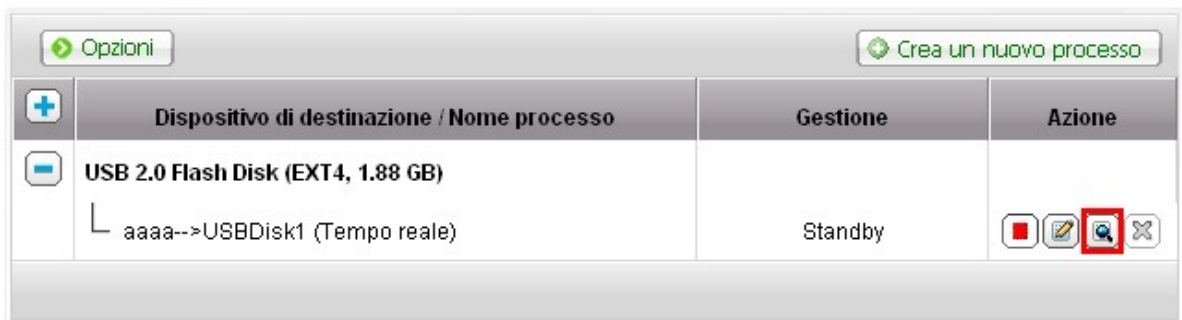 Opzioni
Crea un nuovo processo
Dispositivo di destinazione / Nome processo Gestione Azione
USB 2.0 Flash Disk (EXT4, 1.88 GB)
aaaa-->USBDisk1 (Tempo reale) Standby